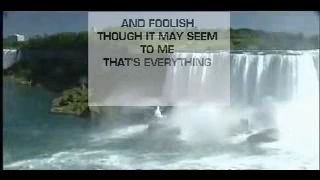 AND FOOLISH,
THOUGH IT MAY SEEM
TO ME
THAT'S EVERYTHING